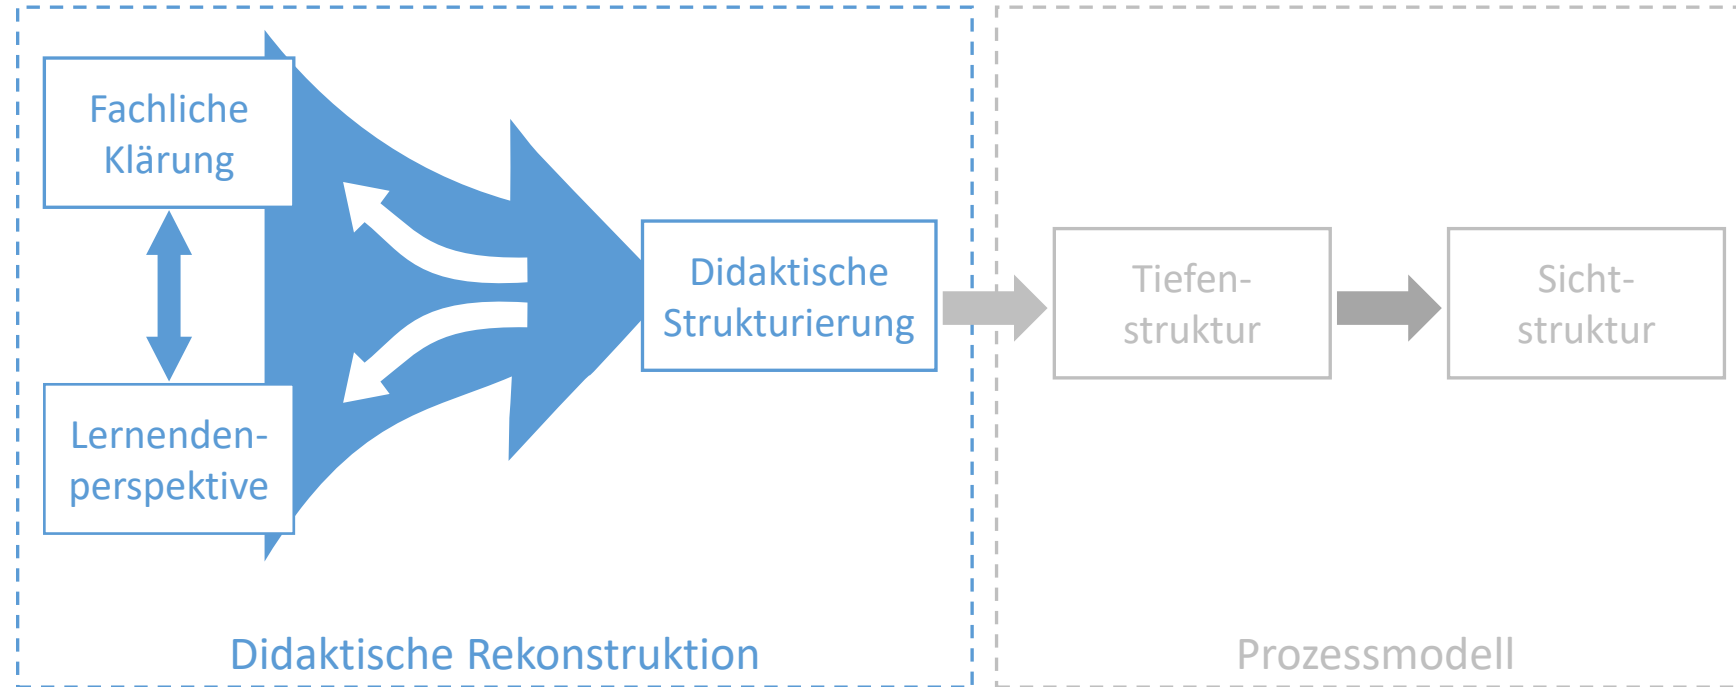 Fachliche
Klärung
Lernenden-
perspektive
Didaktische
Strukturierung
Didaktische Rekonstruktion
Tiefen-
struktur
Sicht-
struktur
Prozessmodell